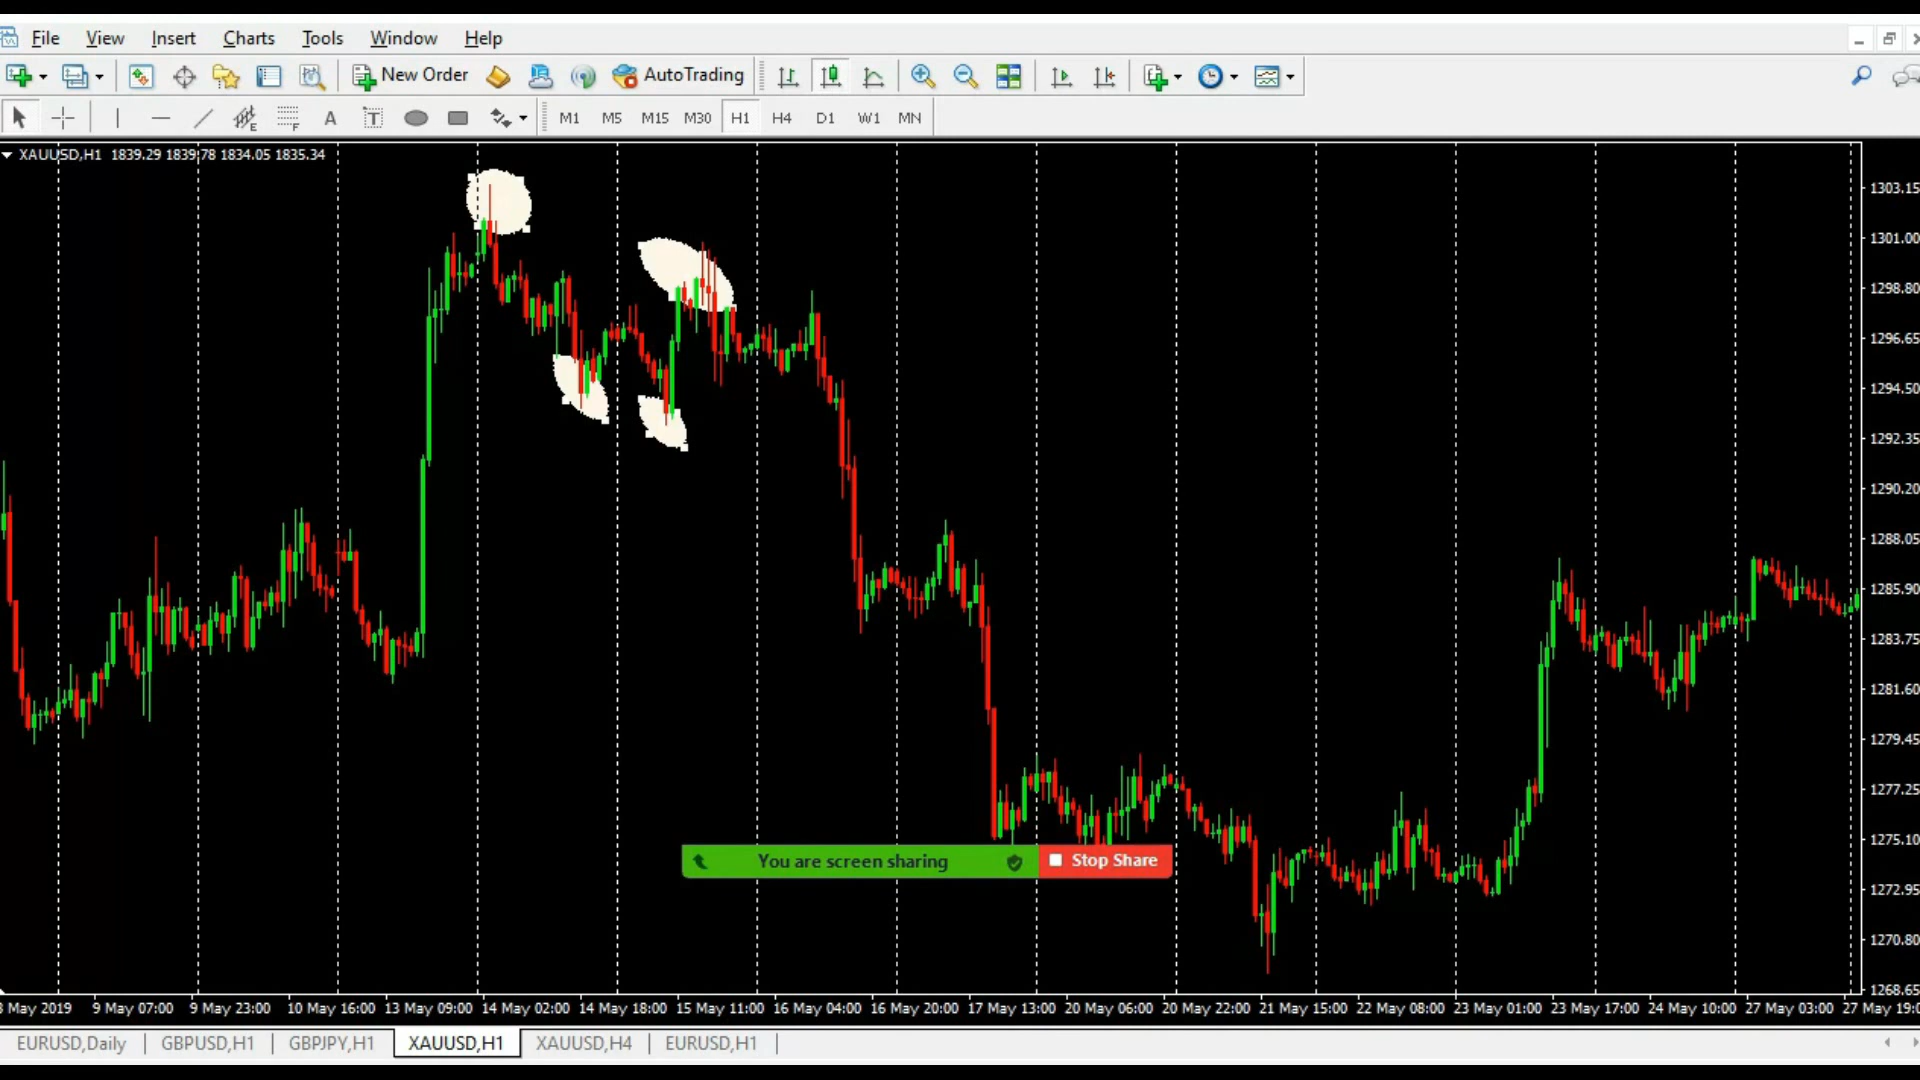 File View Insert Charts Tools Window Help
New Order AutoTrading
E F A T M1 M5 M15 M30 H1 H4 D1 W1 MN
XAUUSD,H1 1839.29 1839.78 1834.05 1835.34
1303.15
1301.00
1298.80
1296.65
1294.50
1292.35
1290.20
1288.05
1285.90
1283.75
1281.60
1279.45
1277.25
1275.10
1272.95
1270.80
1268.65
You are screen sharing Stop Share
May 2019 9 May 07:00 9 May 23:00 10 May 16:00 13 May 09:00 14 May 02:00 14 May 18:00 15 May 11:00 16 May 04:00 16 May 20:00 17 May 13:00 20 May 06:00 20 May 22:00 21 May 15:00 22 May 08:00 23 May 01:00 23 May 17:00 24 May 10:00 27 May 03:00 27 May 19:0
EURUSD,Daily GBPUSD,H1 GBPJPY,H1 XAUUSD,H1 XAUUSD,H4 EURUSD,H1